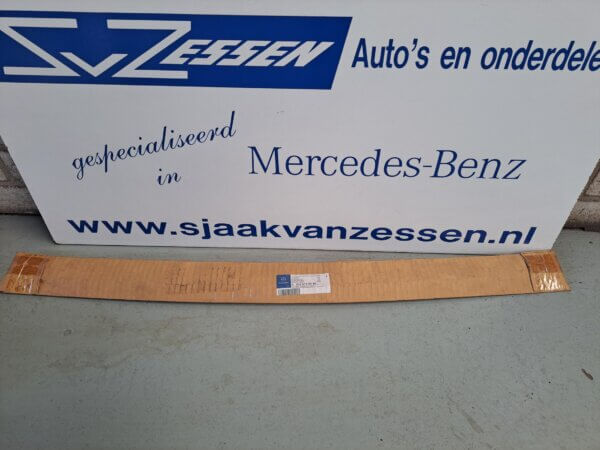 SVZESSEN
Auto's en onderdele
gespecialiseerd
in
Mercedes-Benz
www.sjaakvanzessen.nl